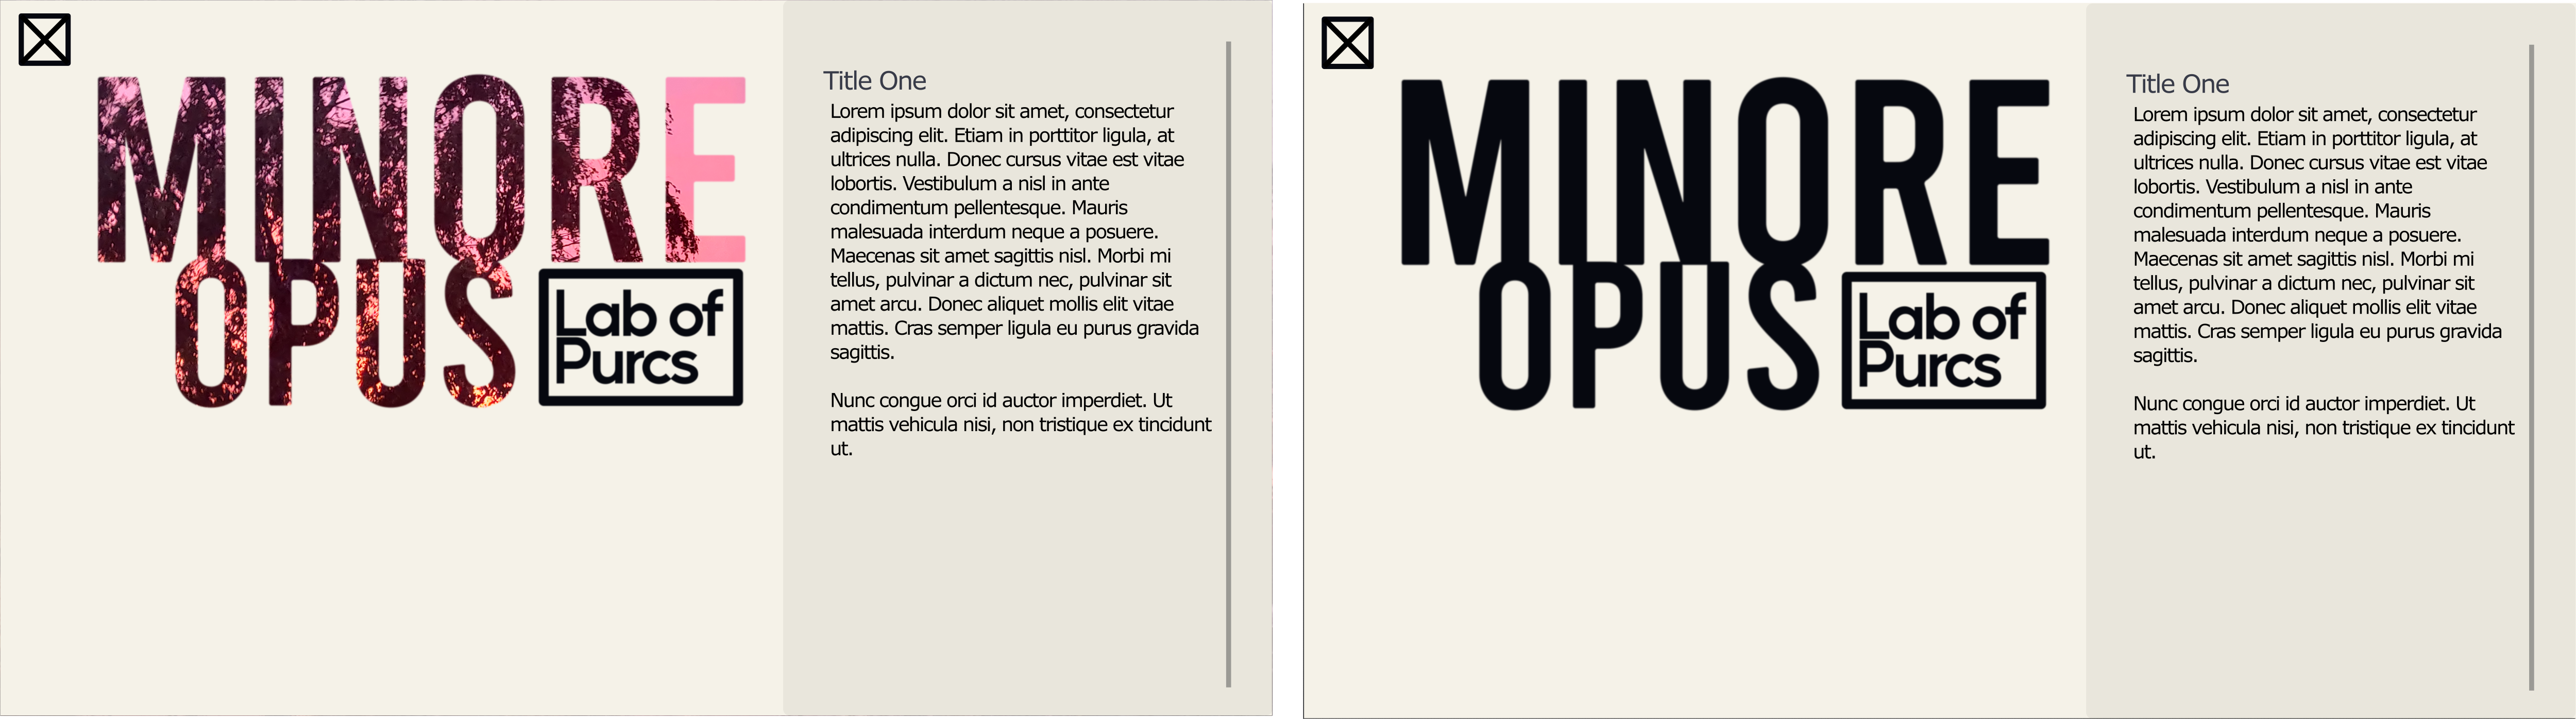 MINORE
OPUS
Lab of
Purcs
Title One
Lorem ipsum dolor sit amet, consectetur
adipiscing elit. Etiam in porttitor ligula, at
ultrices nulla. Donec cursus vitae est vitae
lobortis. Vestibulum a nisl in ante
condimentum pellentesque. Mauris
malesuada interdum neque a posuere.
Maecenas sit amet sagittis nisl. Morbi mi
tellus, pulvinar a dictum nec, pulvinar sit
amet arcu. Donec aliquet mollis elit vitae
mattis. Cras semper ligula eu purus gravida
sagittis.
Nunc congue orci id auctor imperdiet. Ut
mattis vehicula nisi, non tristique ex tincidunt
ut.
MINORE
OPUS
Lab of
Purcs
Title One
Lorem ipsum dolor sit amet, consectetur
adipiscing elit. Etiam in porttitor ligula, at
ultrices nulla. Donec cursus vitae est vitae
lobortis. Vestibulum a nisl in ante
condimentum pellentesque. Mauris
malesuada interdum neque a posuere.
Maecenas sit amet sagittis nisl. Morbi mi
tellus, pulvinar a dictum nec, pulvinar sit
amet arcu. Donec aliquet mollis elit vitae
mattis. Cras semper ligula eu purus gravida
sagittis.
Nunc congue orci id auctor imperdiet. Ut
mattis vehicula nisi, non tristique ex tincidunt
ut.